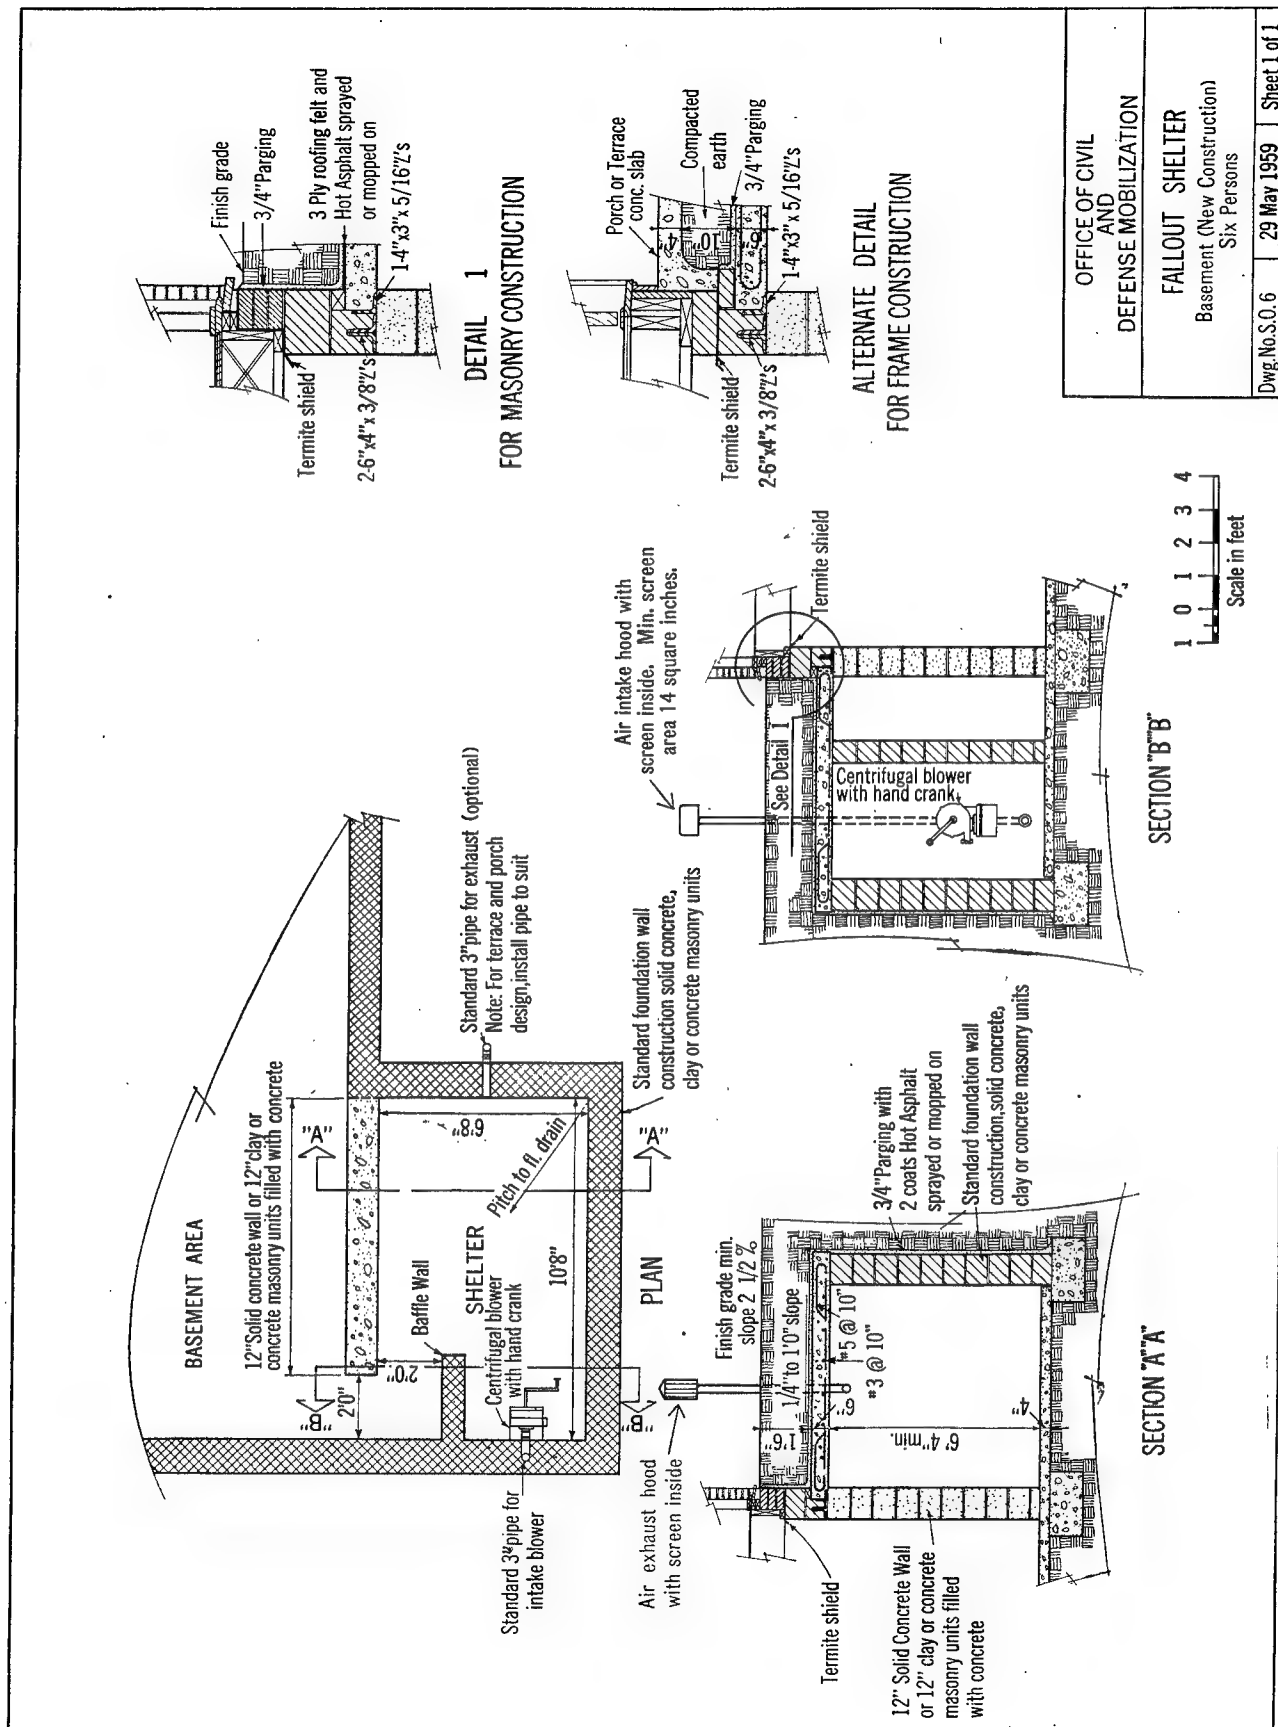 BASEMENT AREA
12"Solid concrete wall or 12"clay or
concrete masonry units filled with concrete
"A"
"A"
"B"
"B"
2'0"
2'0"
6'8"
10'8"
Baffle Wall
SHELTER
Centrifugal blower
with hand crank
Pitch to fl. drain
Standard 3"pipe for
intake blower
Standard 3"pipe for exhaust (optional)
Note: For terrace and porch
design,install pipe to suit
Standard foundation wall
construction solid concrete,
clay or concrete masonry units
PLAN
Finish grade
3/4"Parging
3 Ply roofing felt and
Hot Asphalt sprayed
or mopped on
1-4"x3"x 5/16"Z's
Termite shield
2-6"x4"x 3/8"Z's
DETAIL 1
FOR MASONRY CONSTRUCTION
Porch or Terrace
conc. slab
Compacted
earth
4"
10"
6"
3/4"Parging
1-4"x3"x 5/16"Z's
Termite shield
2-6"x4"x 3/8"Z's
ALTERNATE DETAIL
FOR FRAME CONSTRUCTION
Air exhaust hood
with screen inside
Finish grade min.
slope 2 1/2 %
1/4"to 1'0"slope
1'6"
6"
#5 @ 10"
#3 @ 10"
6' 4"min.
4"
Termite shield
12" Solid Concrete Wall
or 12" clay or concrete
masonry units filled
with concrete
3/4"Parging with
2 coats Hot Asphalt
sprayed or mopped on
Standard foundation wall
construction,solid concrete,
clay or concrete masonry units
SECTION "A""A"
Air intake hood with
screen inside. Min. screen
area 14 square inches.
See Detail 1
Termite shield
Centrifugal blower
with hand crank
SECTION "B""B"
1 0 1 2 3 4
Scale in feet
OFFICE OF CIVIL
AND
DEFENSE MOBILIZATION
FALLOUT SHELTER
Basement (New Construction)
Six Persons
Dwg.No.S.O.6
29 May 1959
Sheet 1 of 1